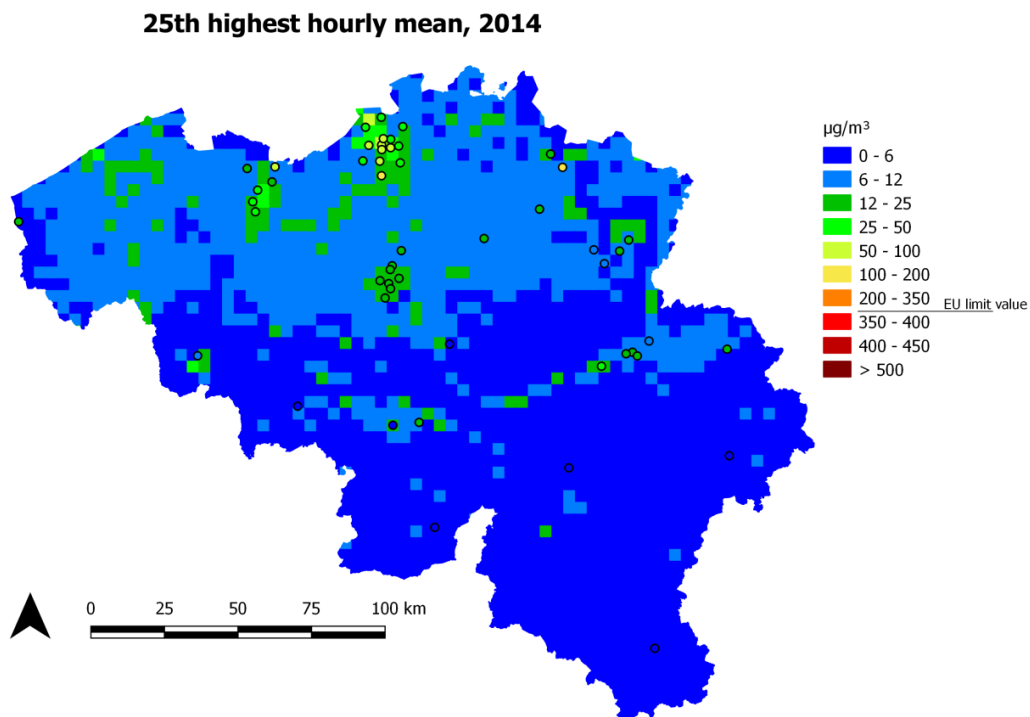 25th highest hourly mean, 2014
µg/m³
0 - 6
6 - 12
12 - 25
25 - 50
50 - 100
100 - 200
200 - 350
EU limit value
350 - 400
400 - 450
> 500
0 25 50 75 100 km